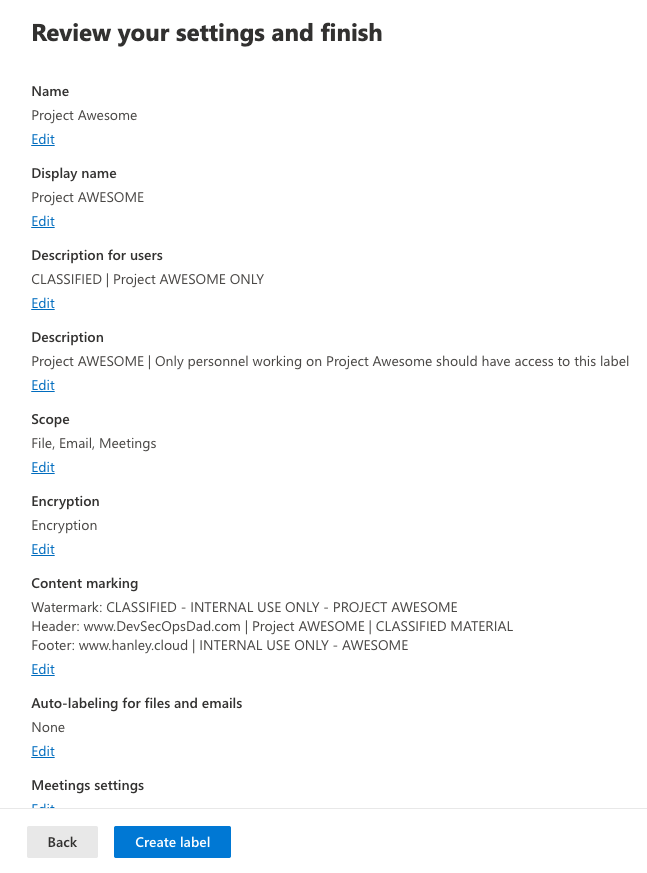 Review your settings and finish
Name
Project Awesome
Edit
Display name
Project AWESOME
Edit
Description for users
CLASSIFIED | Project AWESOME ONLY
Edit
Description
Project AWESOME | Only personnel working on Project Awesome should have access to this label
Edit
Scope
File, Email, Meetings
Edit
Encryption
Encryption
Edit
Content marking
Watermark: CLASSIFIED - INTERNAL USE ONLY - PROJECT AWESOME
Header: www.DevSecOpsDad.com | Project AWESOME | CLASSIFIED MATERIAL
Footer: www.hanley.cloud | INTERNAL USE ONLY - AWESOME
Edit
Auto-labeling for files and emails
None
Edit
Meetings settings
Edit
Back
Create label